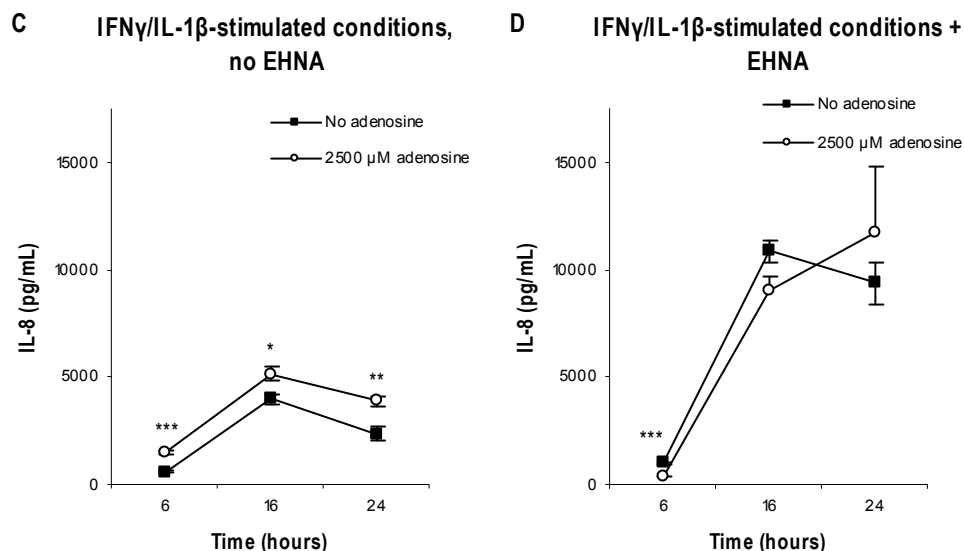 C
IFNγ/IL-1β-stimulated conditions,
no EHNA
No adenosine
2500 µM adenosine
15000
10000
5000
0
IL-8 (pg/mL)
***
*
**
6
16
24
Time (hours)
D
IFNγ/IL-1β-stimulated conditions +
EHNA
No adenosine
2500 µM adenosine
15000
10000
5000
0
IL-8 (pg/mL)
***
6
16
24
Time (hours)